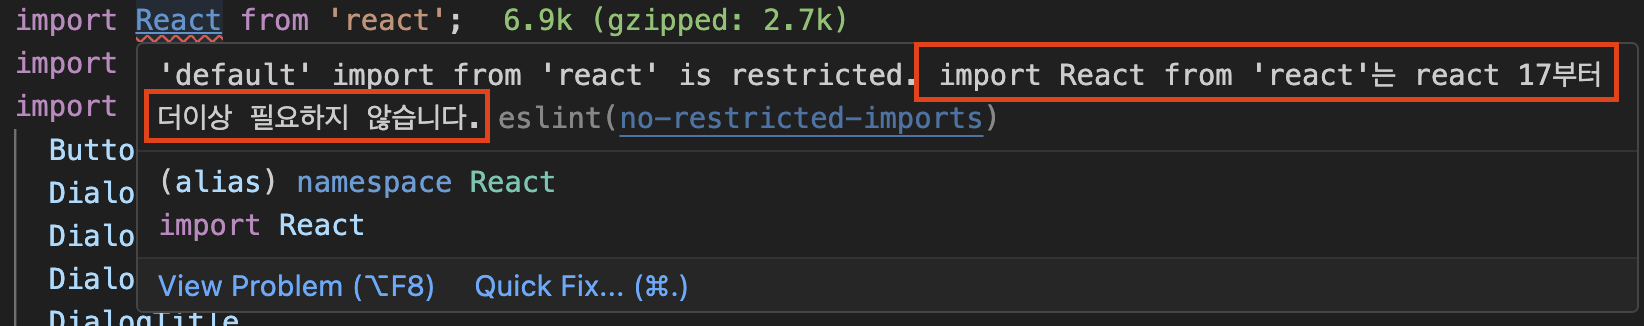 import React from 'react';  6.9k (gzipped: 2.7k)
import
'default' import from 'react' is restricted. import React from 'react'는 react 17부터
import
더이상 필요하지 않습니다. eslint(no-restricted-imports)
Butto
(alias) namespace React
Dialo
import React
Dialo
Dialo
View Problem (⌥F8)  Quick Fix... (⌘.)
DialogTitle